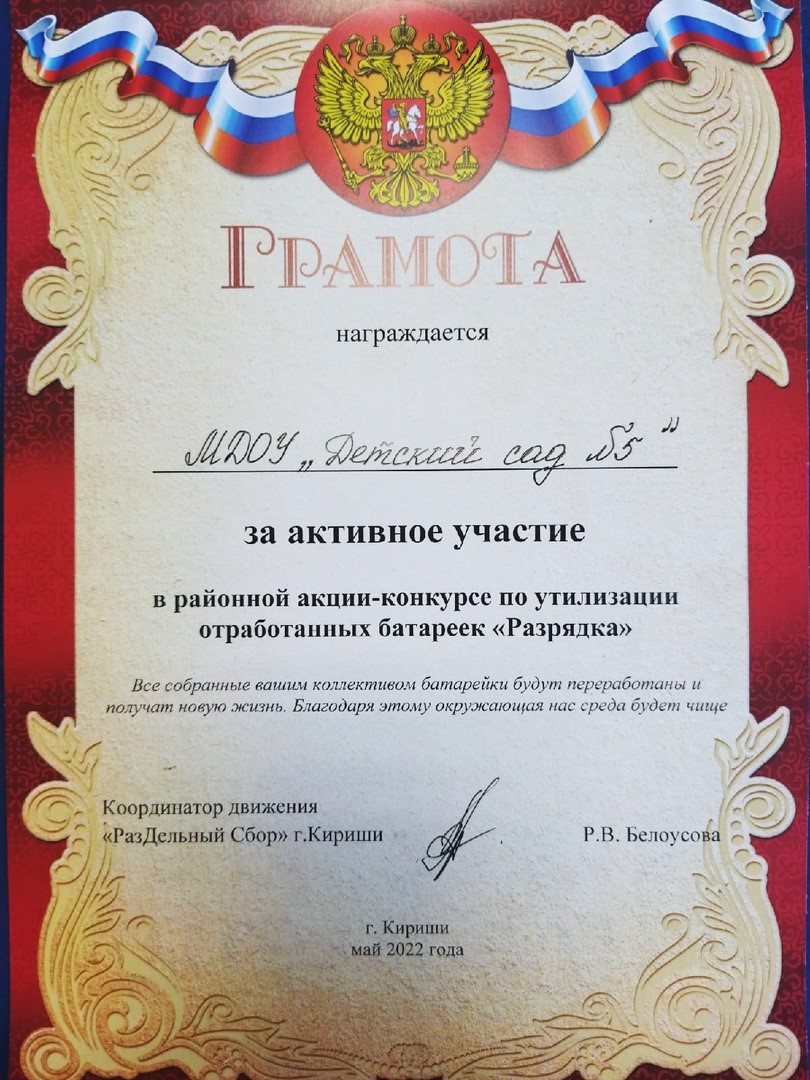 ГРАМОТА
награждается
МДОУ „Детский сад №5"
за активное участие
в районной акции-конкурсе по утилизации
отработанных батареек «Разрядка»
Все собранные вашим коллективом батарейки будут переработаны и
получат новую жизнь. Благодаря этому окружающая нас среда будет чище
Координатор движения
«РазДельный Сбор» г.Кириши Р.В. Белоусова
г. Кириши
май 2022 года